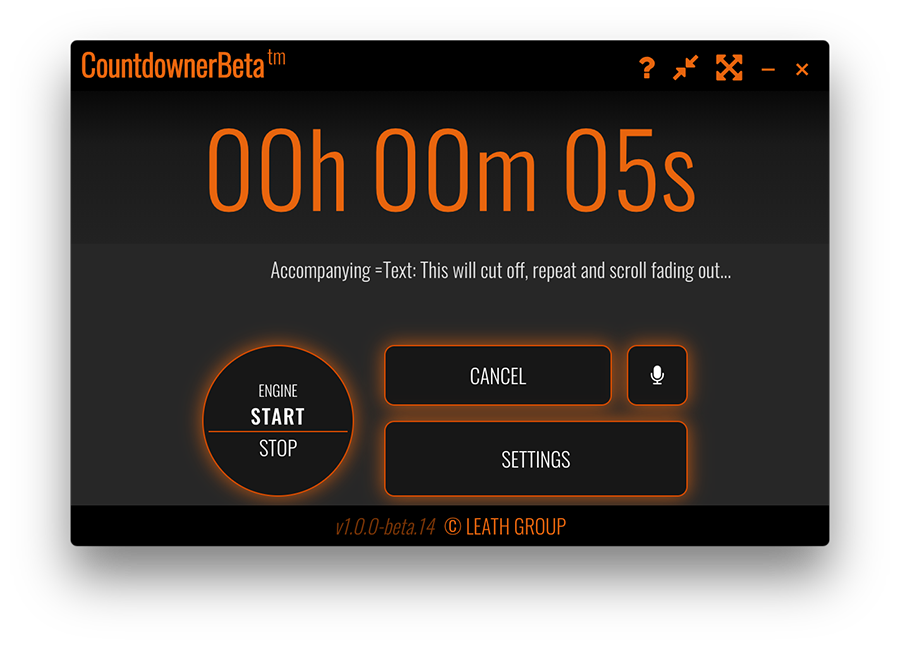 CountdownerBeta tm
?
00h 00m 05s
Accompanying =Text: This will cut off, repeat and scroll fading out...
ENGINE
START
STOP
CANCEL
SETTINGS
v1.0.0-beta.14 © LEATH GROUP